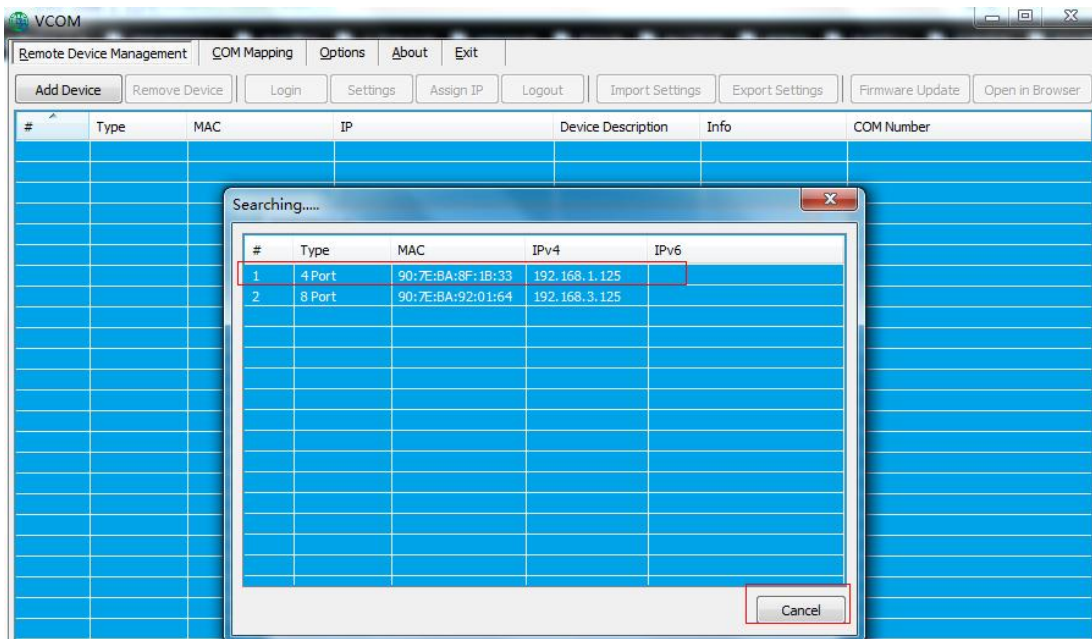 VCOM
Remote Device Management COM Mapping Options About Exit
Add Device Remove Device Login Settings Assign IP Logout Import Settings Export Settings Firmware Update Open in Browser
# Type MAC IP Device Description Info COM Number
Searching.....
# Type MAC IPv4 IPv6
1 4 Port 90:7E:BA:8F:1B:33 192.168.1.125
2 8 Port 90:7E:BA:92:01:64 192.168.3.125
Cancel